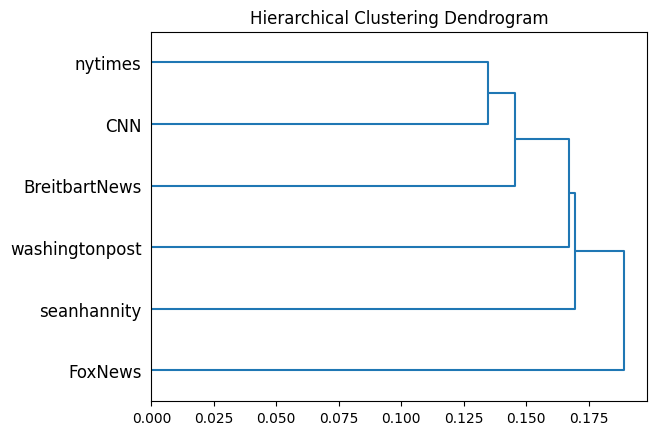 Hierarchical Clustering Dendrogram
nytimes
CNN
BreitbartNews
washingtonpost
seanhannity
FoxNews
0.000 0.025 0.050 0.075 0.100 0.125 0.150 0.175